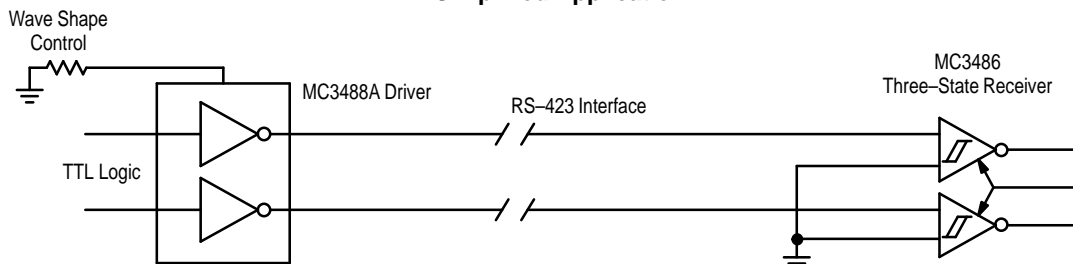 Wave Shape
Control
MC3488A Driver
RS–423 Interface
MC3486
Three–State Receiver
TTL Logic